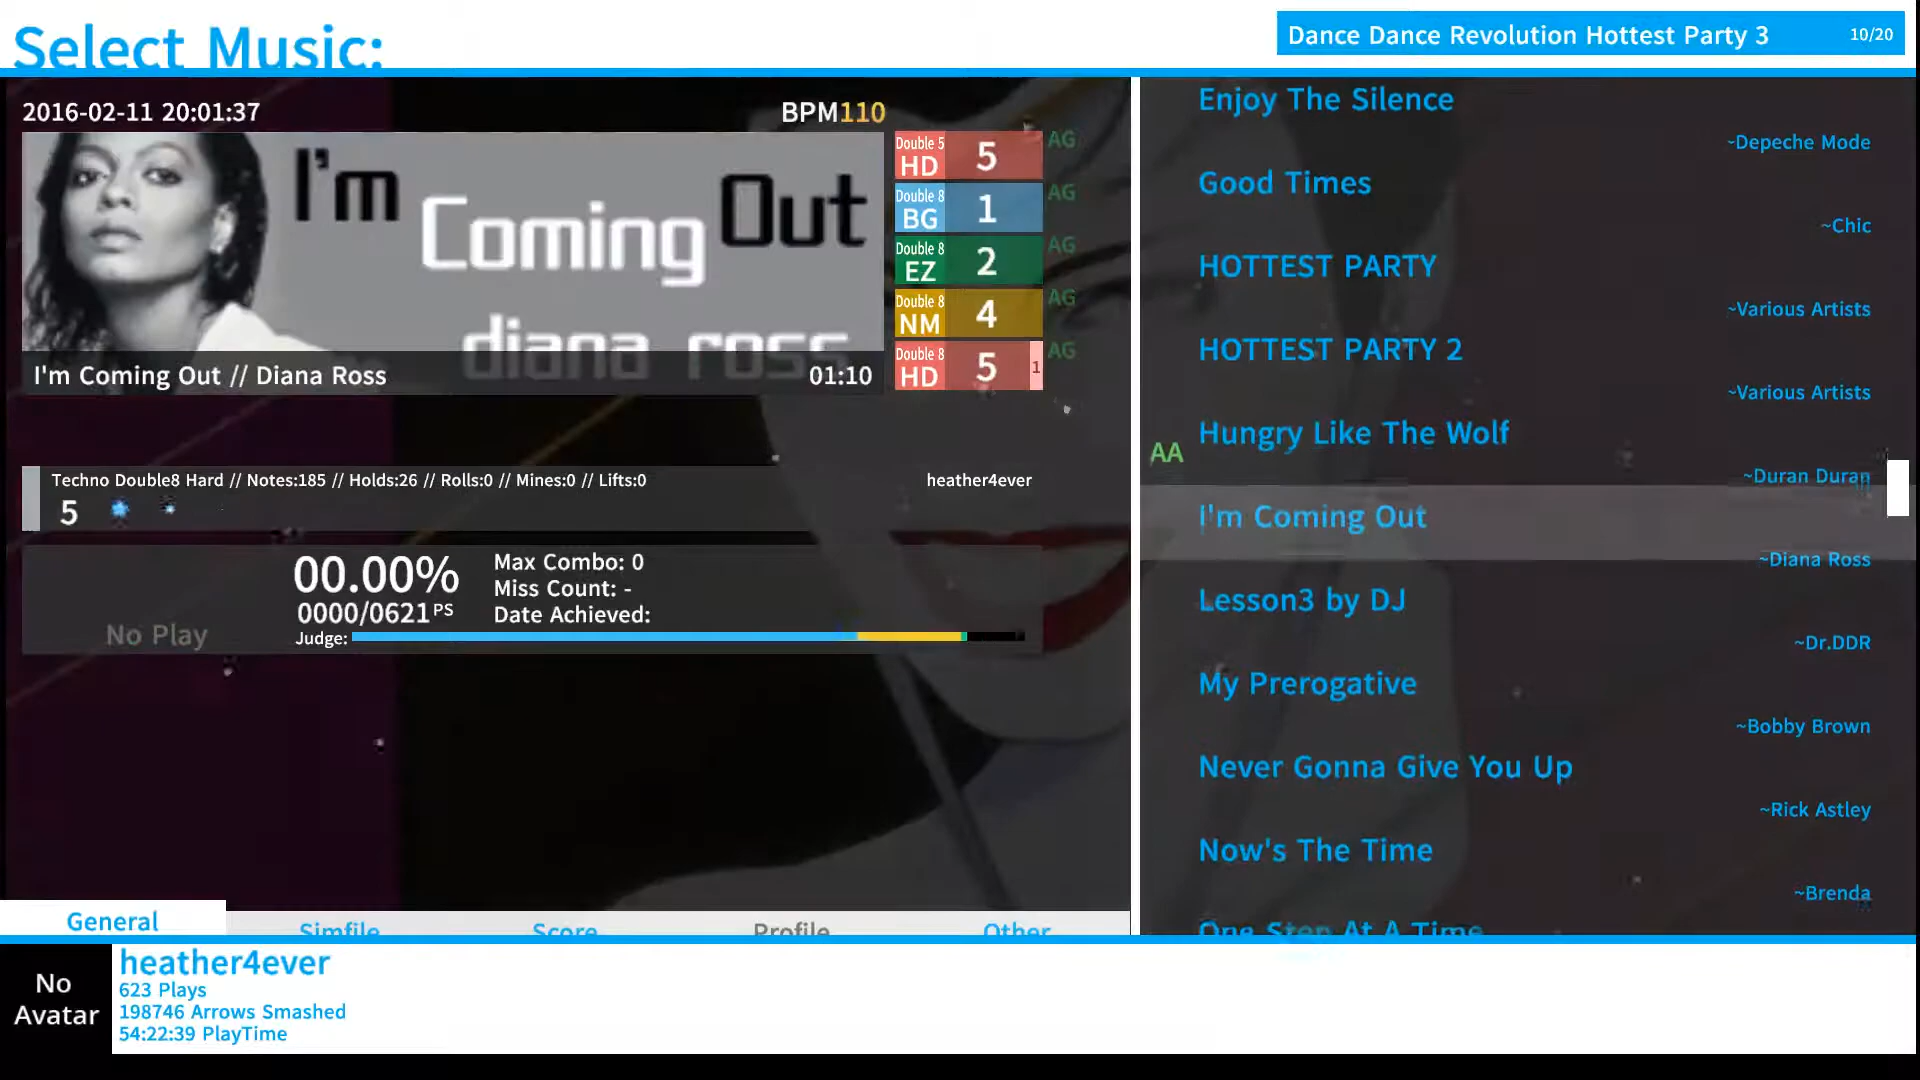 Select Music:
Dance Dance Revolution Hottest Party 3
10/20
2016-02-11 20:01:37
BPM110
I'm
Coming
Out
diana ross
I'm Coming Out // Diana Ross
01:10
Double 5
HD
5
AG
Double 8
BG
1
AG
Double 8
EZ
2
AG
Double 8
NM
4
AG
Double 8
HD
5
1
AG
Techno Double8 Hard // Notes:185 // Holds:26 // Rolls:0 // Mines:0 // Lifts:0
heather4ever
5
No Play
00.00%
0000/0621PS
Max Combo: 0
Miss Count: -
Date Achieved:
Judge:
General
Simfile
Score
Profile
Other
Enjoy The Silence
~Depeche Mode
Good Times
~Chic
HOTTEST PARTY
~Various Artists
HOTTEST PARTY 2
~Various Artists
AA
Hungry Like The Wolf
~Duran Duran
I'm Coming Out
~Diana Ross
Lesson3 by DJ
~Dr.DDR
My Prerogative
~Bobby Brown
Never Gonna Give You Up
~Rick Astley
Now's The Time
~Brenda
One Step At A Time
No
Avatar
heather4ever
623 Plays
198746 Arrows Smashed
54:22:39 PlayTime